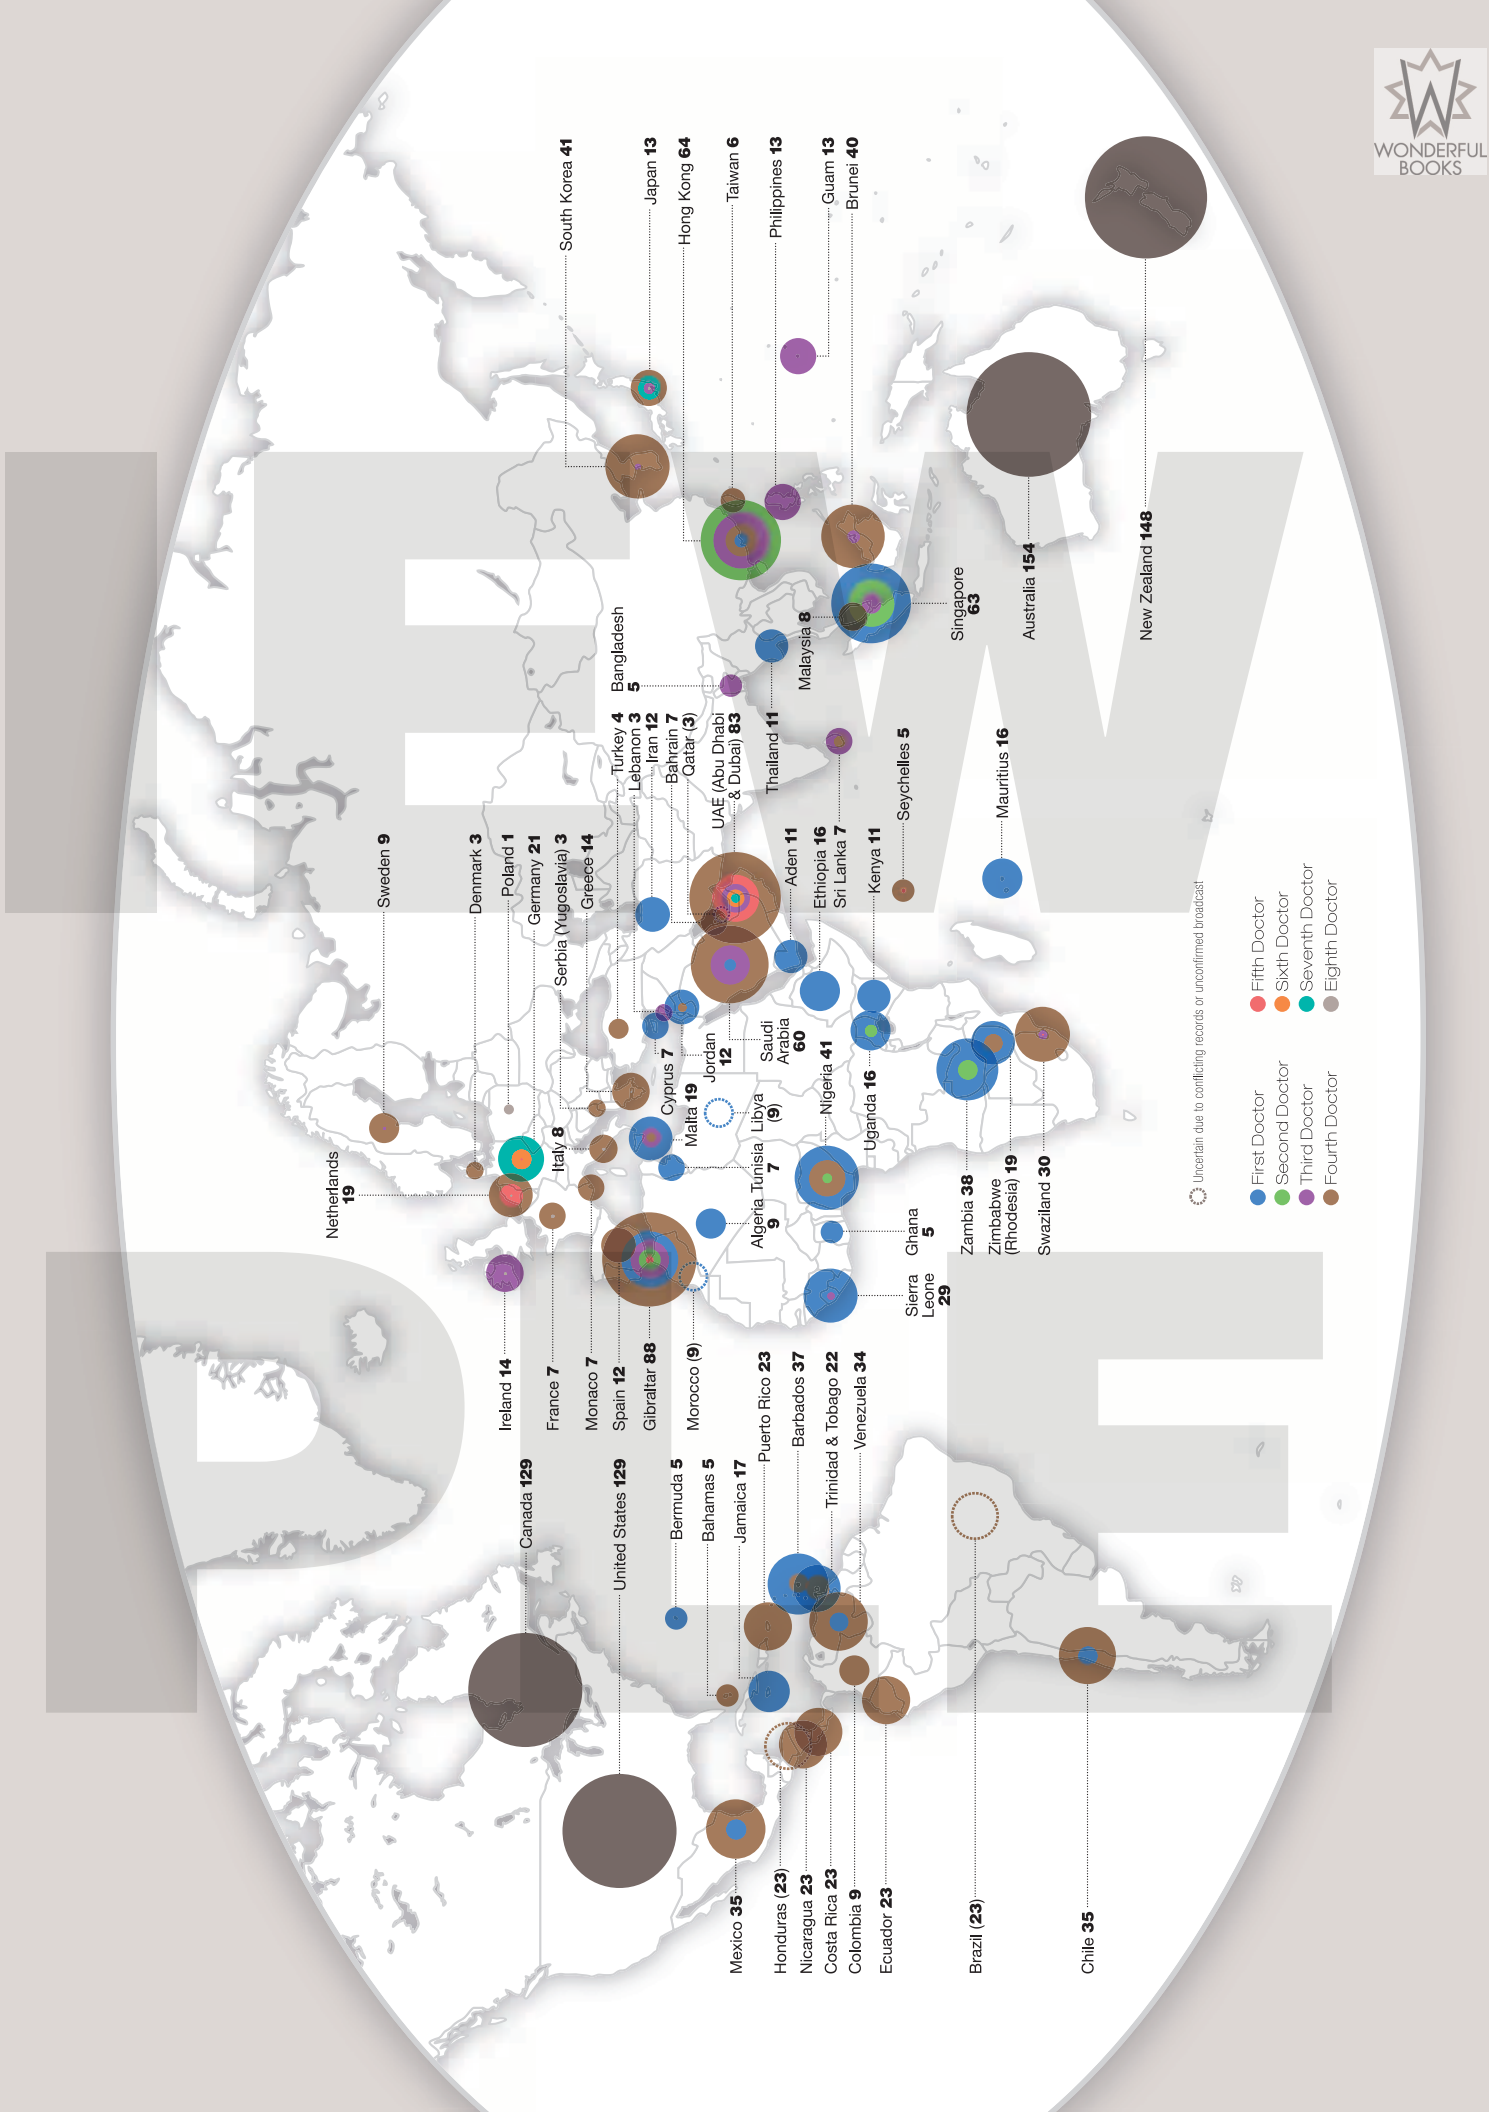 PREVIEW
WONDERFUL
BOOKS
Sweden 9
Denmark 3
Poland 1
Germany 21
Serbia (Yugoslavia) 3
Greece 14
Italy 8
Netherlands
19
Ireland 14
France 7
Monaco 7
Spain 12
Gibraltar 88
Morocco (9)
Turkey 4
Lebanon 3
Iran 12
Bahrain 7
Qatar (3)
UAE (Abu Dhabi
& Dubai) 83
Bangladesh
5
Thailand 11
Malaysia 8
Singapore
63
South Korea 41
Japan 13
Hong Kong 64
Taiwan 6
Philippines 13
Guam 13
Brunei 40
Australia 154
New Zealand 148
Aden 11
Ethiopia 16
Sri Lanka 7
Kenya 11
Seychelles 5
Mauritius 16
Cyprus 7
Malta 19
Jordan
12
Saudi
Arabia
60
Libya
(9)
Tunisia
7
Algeria
9
Nigeria 41
Uganda 16
Ghana
5
Sierra
Leone
29
Zambia 38
Zimbabwe
(Rhodesia) 19
Swaziland 30
Canada 129
United States 129
Bermuda 5
Bahamas 5
Jamaica 17
Puerto Rico 23
Barbados 37
Trinidad & Tobago 22
Venezuela 34
Mexico 35
Honduras (23)
Nicaragua 23
Costa Rica 23
Colombia 9
Ecuador 23
Brazil (23)
Chile 35
Uncertain due to conflicting records or unconfirmed broadcast
First Doctor
Second Doctor
Third Doctor
Fourth Doctor
Fifth Doctor
Sixth Doctor
Seventh Doctor
Eighth Doctor